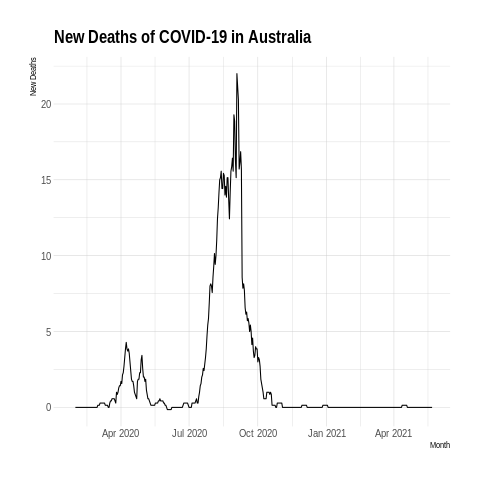 New Deaths of COVID-19 in Australia
New Deaths
20
15
10
5
0
Apr 2020 Jul 2020 Oct 2020 Jan 2021 Apr 2021
Month